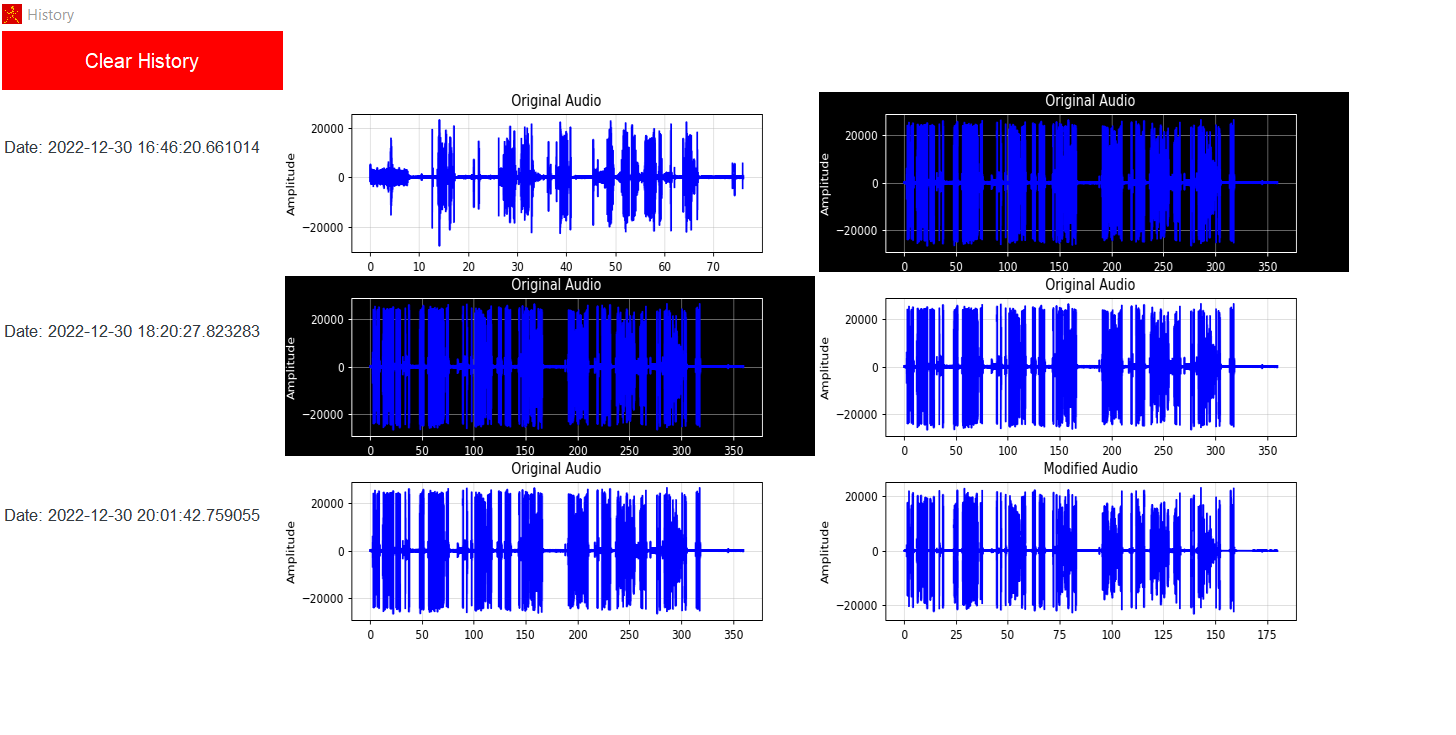 History
Clear History
Date: 2022-12-30 16:46:20.661014
Original Audio
Amplitude
20000
0
−20000
0 10 20 30 40 50 60 70
Original Audio
Amplitude
20000
0
−20000
0 50 100 150 200 250 300 350
Date: 2022-12-30 18:20:27.823283
Original Audio
Amplitude
20000
0
−20000
0 50 100 150 200 250 300 350
Original Audio
Amplitude
20000
0
−20000
0 50 100 150 200 250 300 350
Date: 2022-12-30 20:01:42.759055
Original Audio
Amplitude
20000
0
−20000
0 50 100 150 200 250 300 350
Modified Audio
Amplitude
20000
0
−20000
0 25 50 75 100 125 150 175